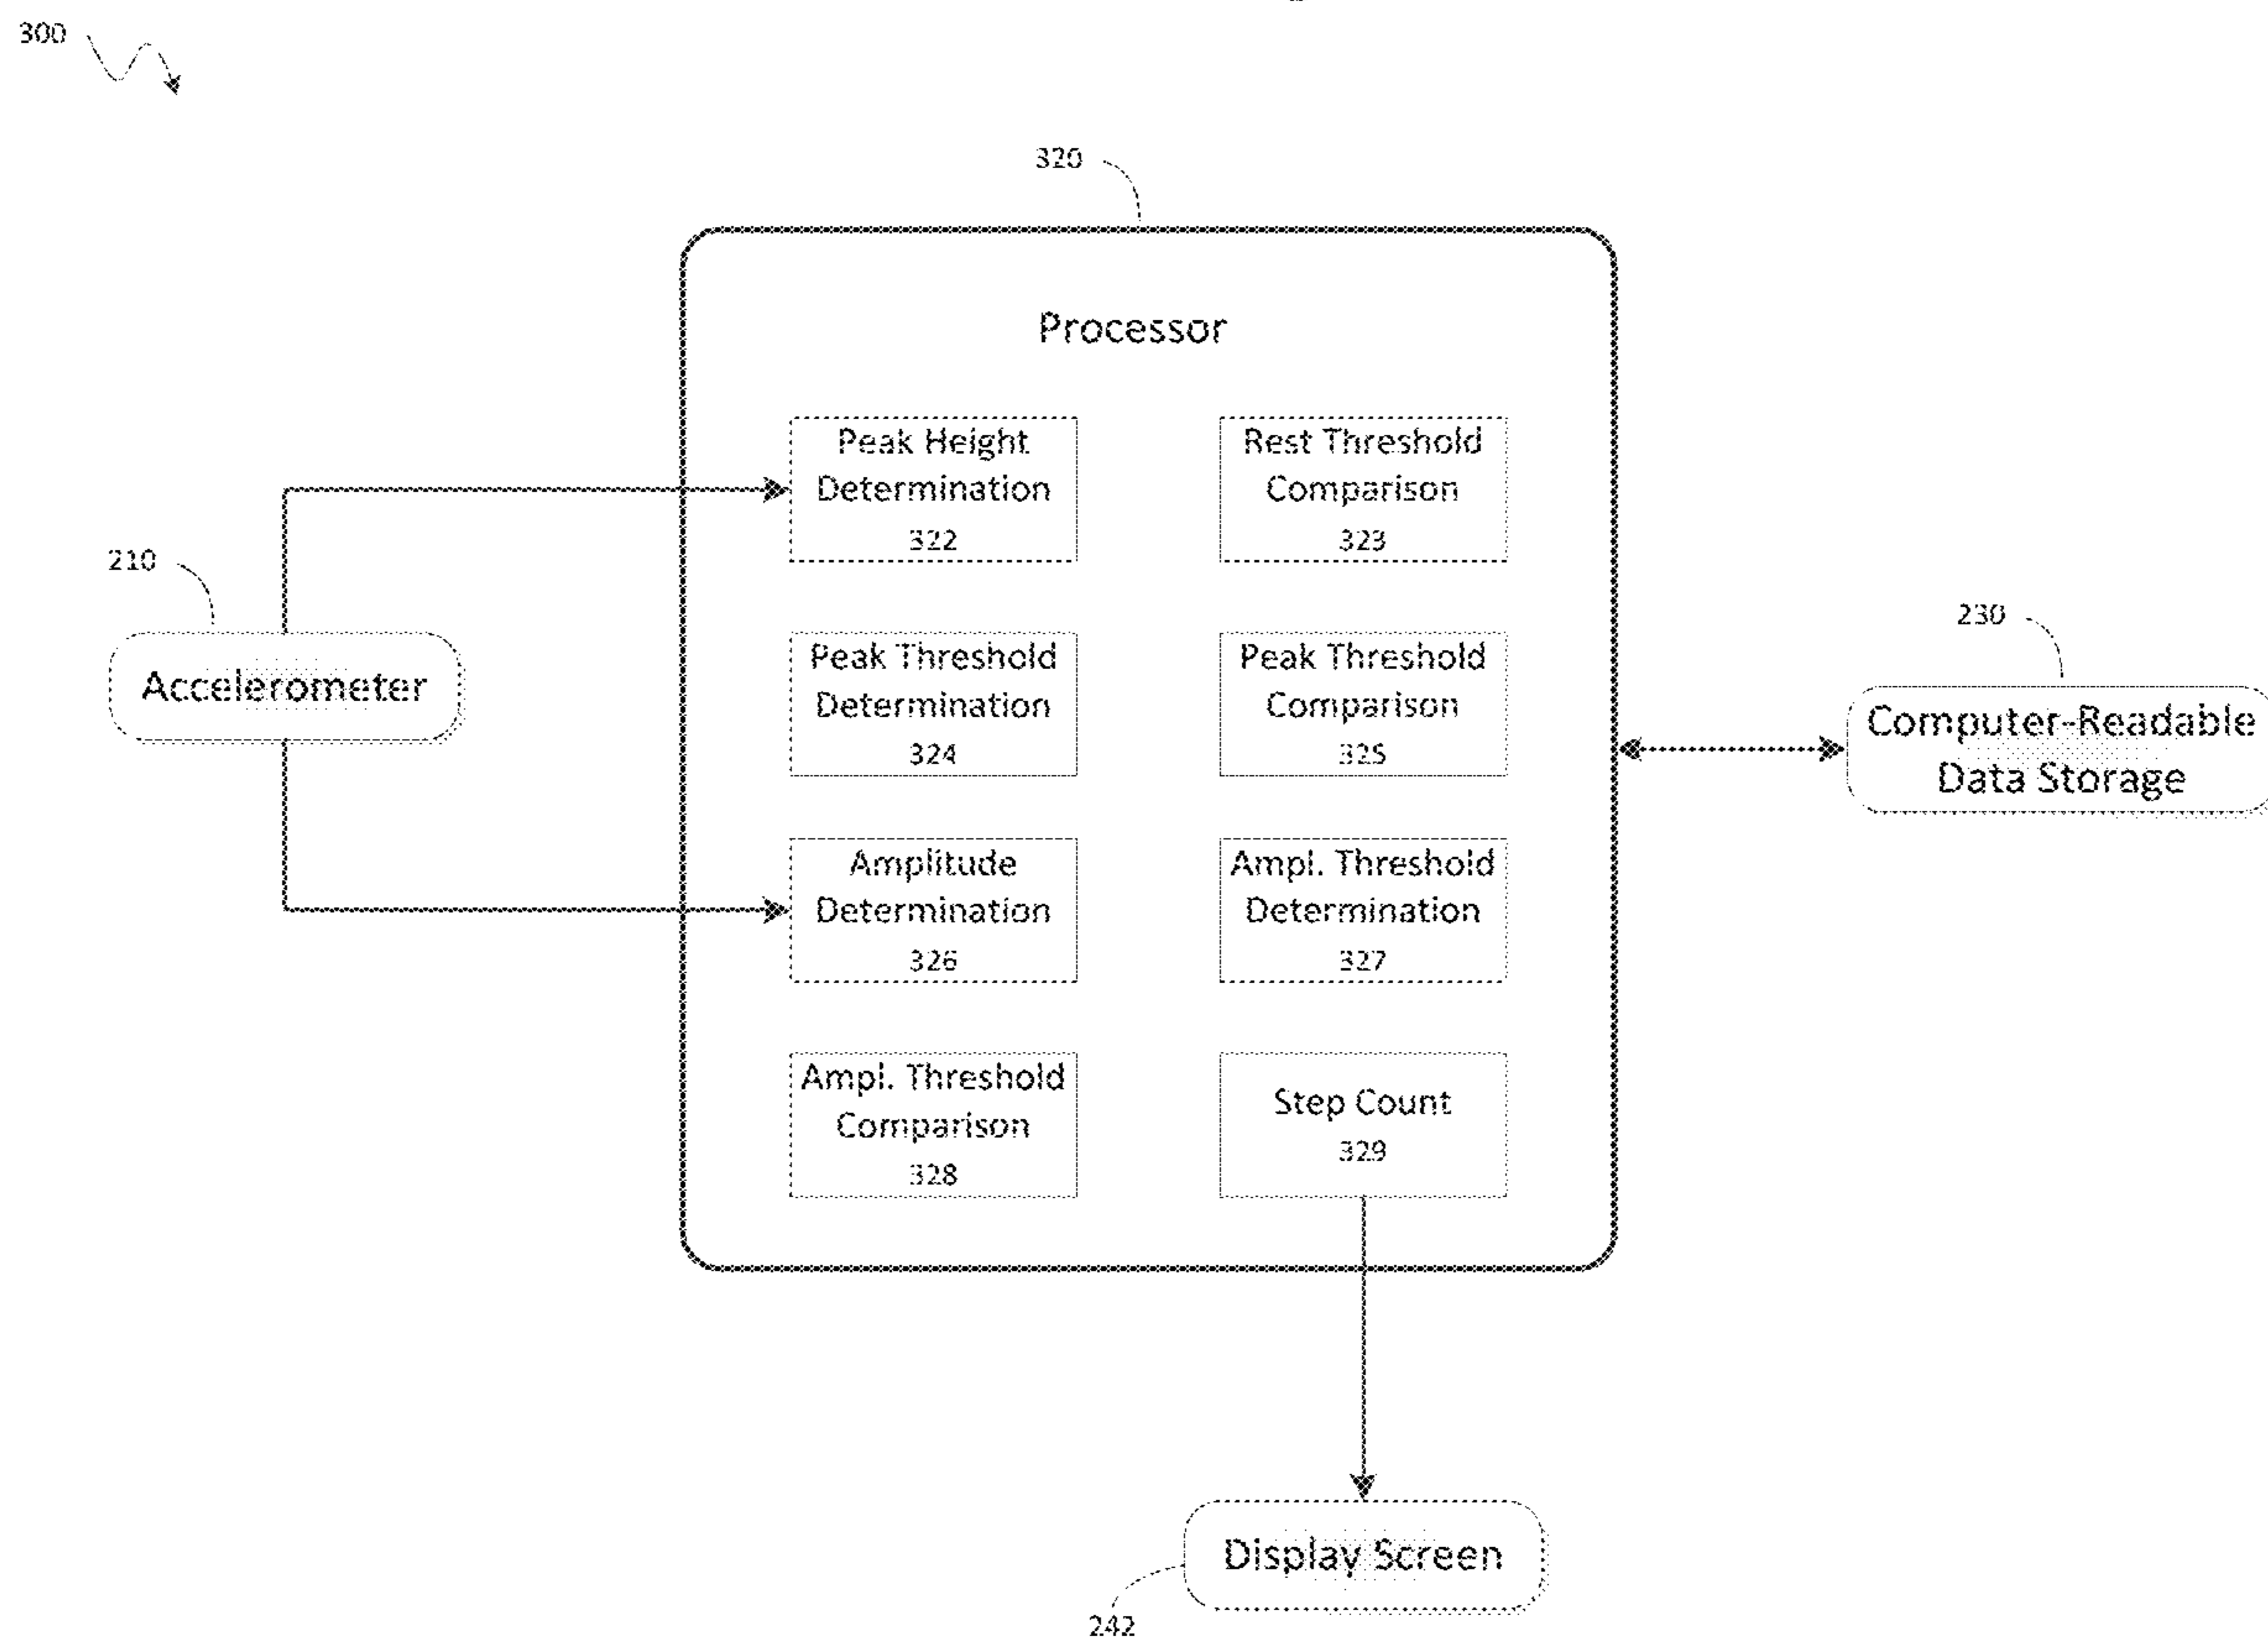 300
320
Processor
Peak Height
Determination
322
Rest Threshold
Comparison
323
210
Accelerometer
Peak Threshold
Determination
324
Peak Threshold
Comparison
325
230
Computer-Readable
Data Storage
Amplitude
Determination
326
Ampl. Threshold
Determination
327
Ampl. Threshold
Comparison
328
Step Count
329
Display Screen
242